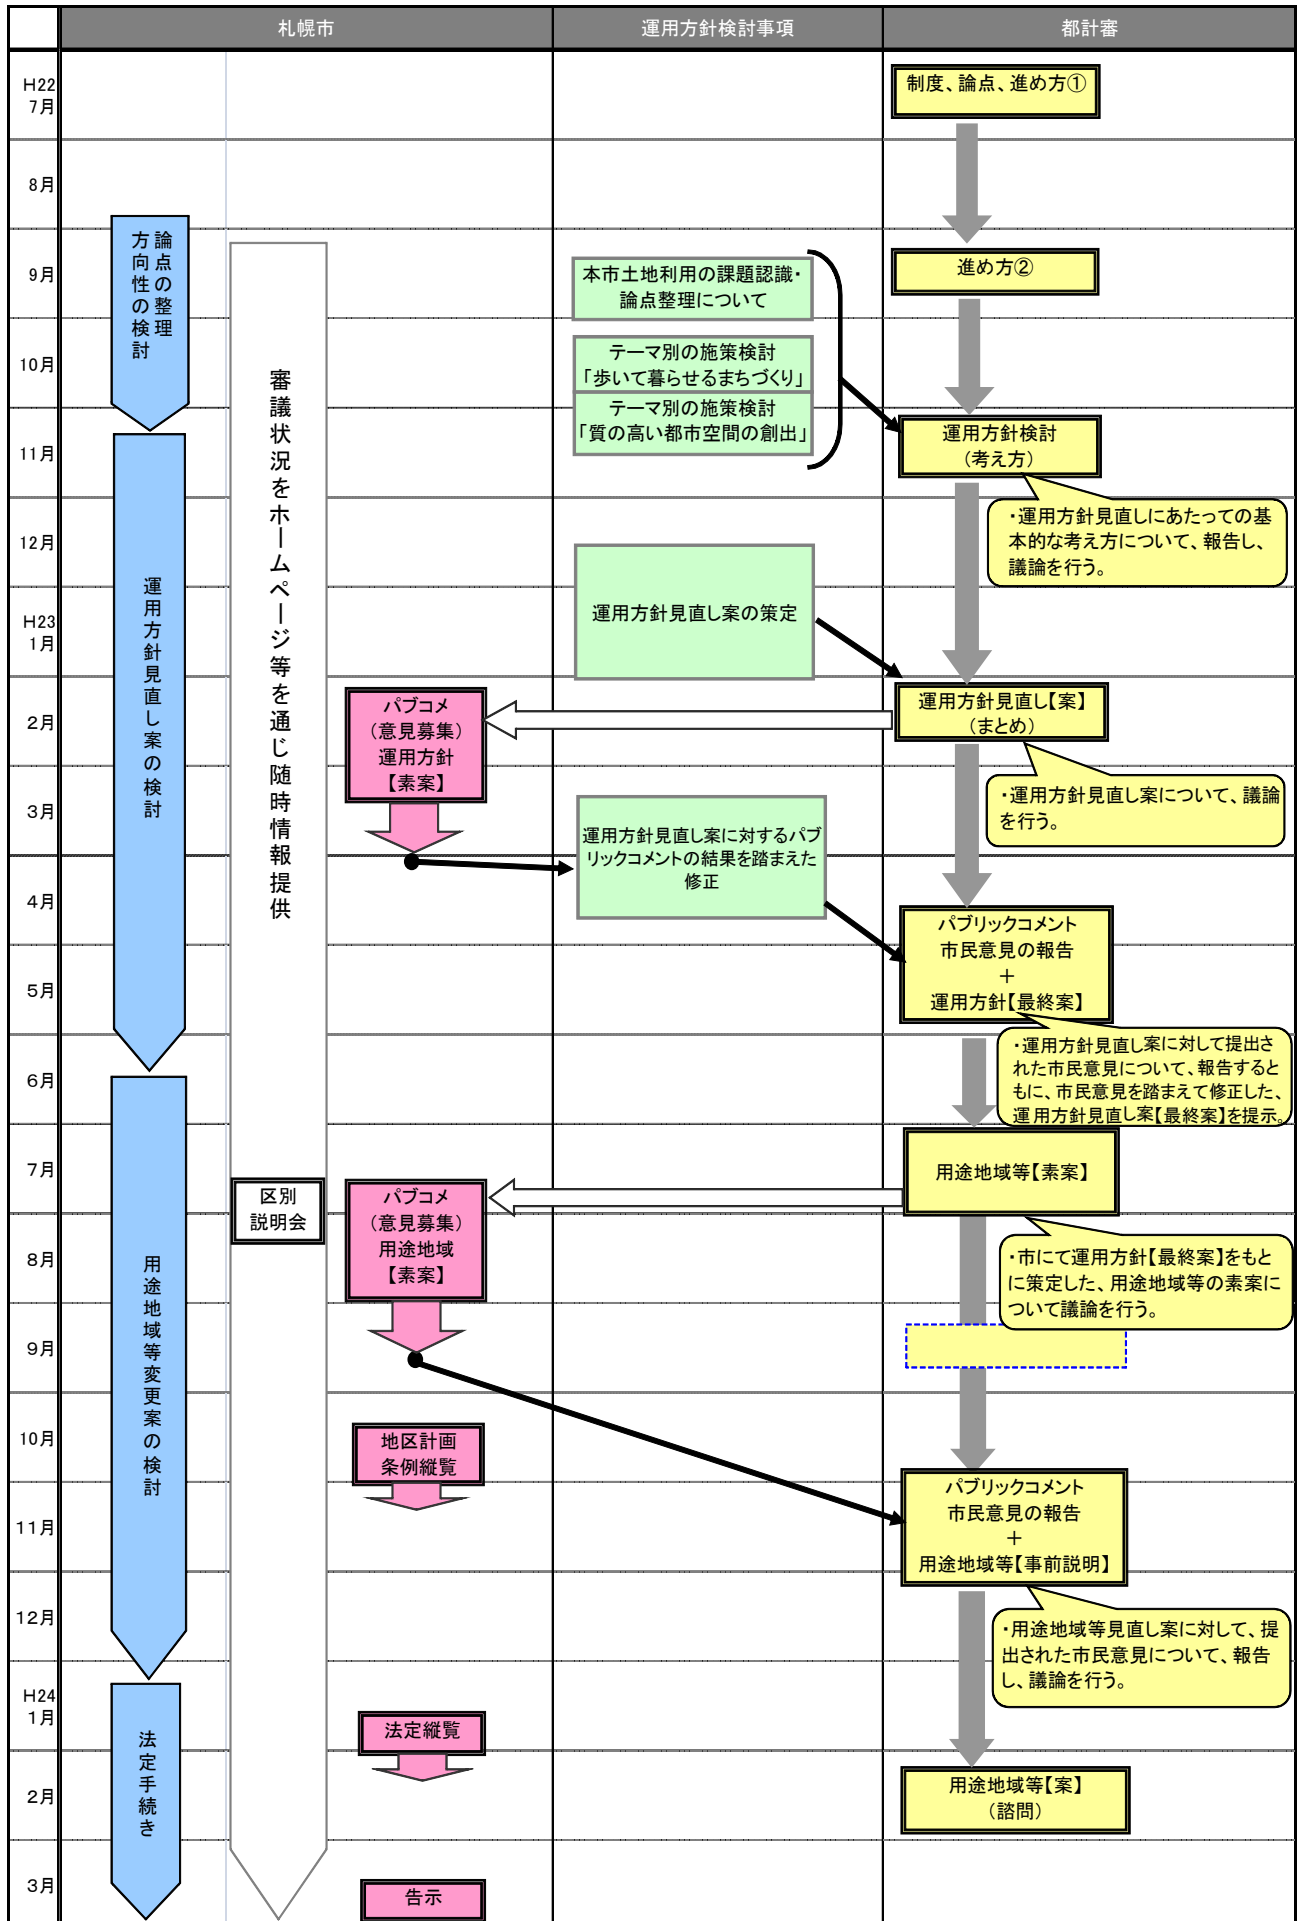 札幌市
運用方針検討事項
都計審
H22
7月
8月
9月
10月
11月
12月
H23
1月
2月
3月
4月
5月
6月
7月
8月
9月
10月
11月
12月
H24
1月
2月
3月
論点の整理
方向性の検討
運用方針見直し案の検討
用途地域等変更案の検討
法定手続き
審議状況をホームページ等を通じ随時情報提供
区別
説明会
パブコメ
(意見募集)
運用方針
【素案】
パブコメ
(意見募集)
用途地域
【素案】
地区計画
条例縦覧
法定縦覧
告示
本市土地利用の課題認識・
論点整理について
テーマ別の施策検討
「歩いて暮らせるまちづくり」
テーマ別の施策検討
「質の高い都市空間の創出」
運用方針見直し案の策定
運用方針見直し案に対するパブ
リックコメントの結果を踏まえた
修正
制度、論点、進め方①
進め方②
運用方針検討
(考え方)
・運用方針見直しにあたっての基
本的な考え方について、報告し、
議論を行う。
運用方針見直し【案】
(まとめ)
・運用方針見直し案について、議論
を行う。
パブリックコメント
市民意見の報告
＋
運用方針【最終案】
・運用方針見直し案に対して提出さ
れた市民意見について、報告すると
ともに、市民意見を踏まえて修正した、
運用方針見直し案【最終案】を提示。
用途地域等【素案】
・市にて運用方針【最終案】をもと
に策定した、用途地域等の素案に
ついて議論を行う。
パブリックコメント
市民意見の報告
＋
用途地域等【事前説明】
・用途地域等見直し案に対して、提
出された市民意見について、報告
し、議論を行う。
用途地域等【案】
(諮問)